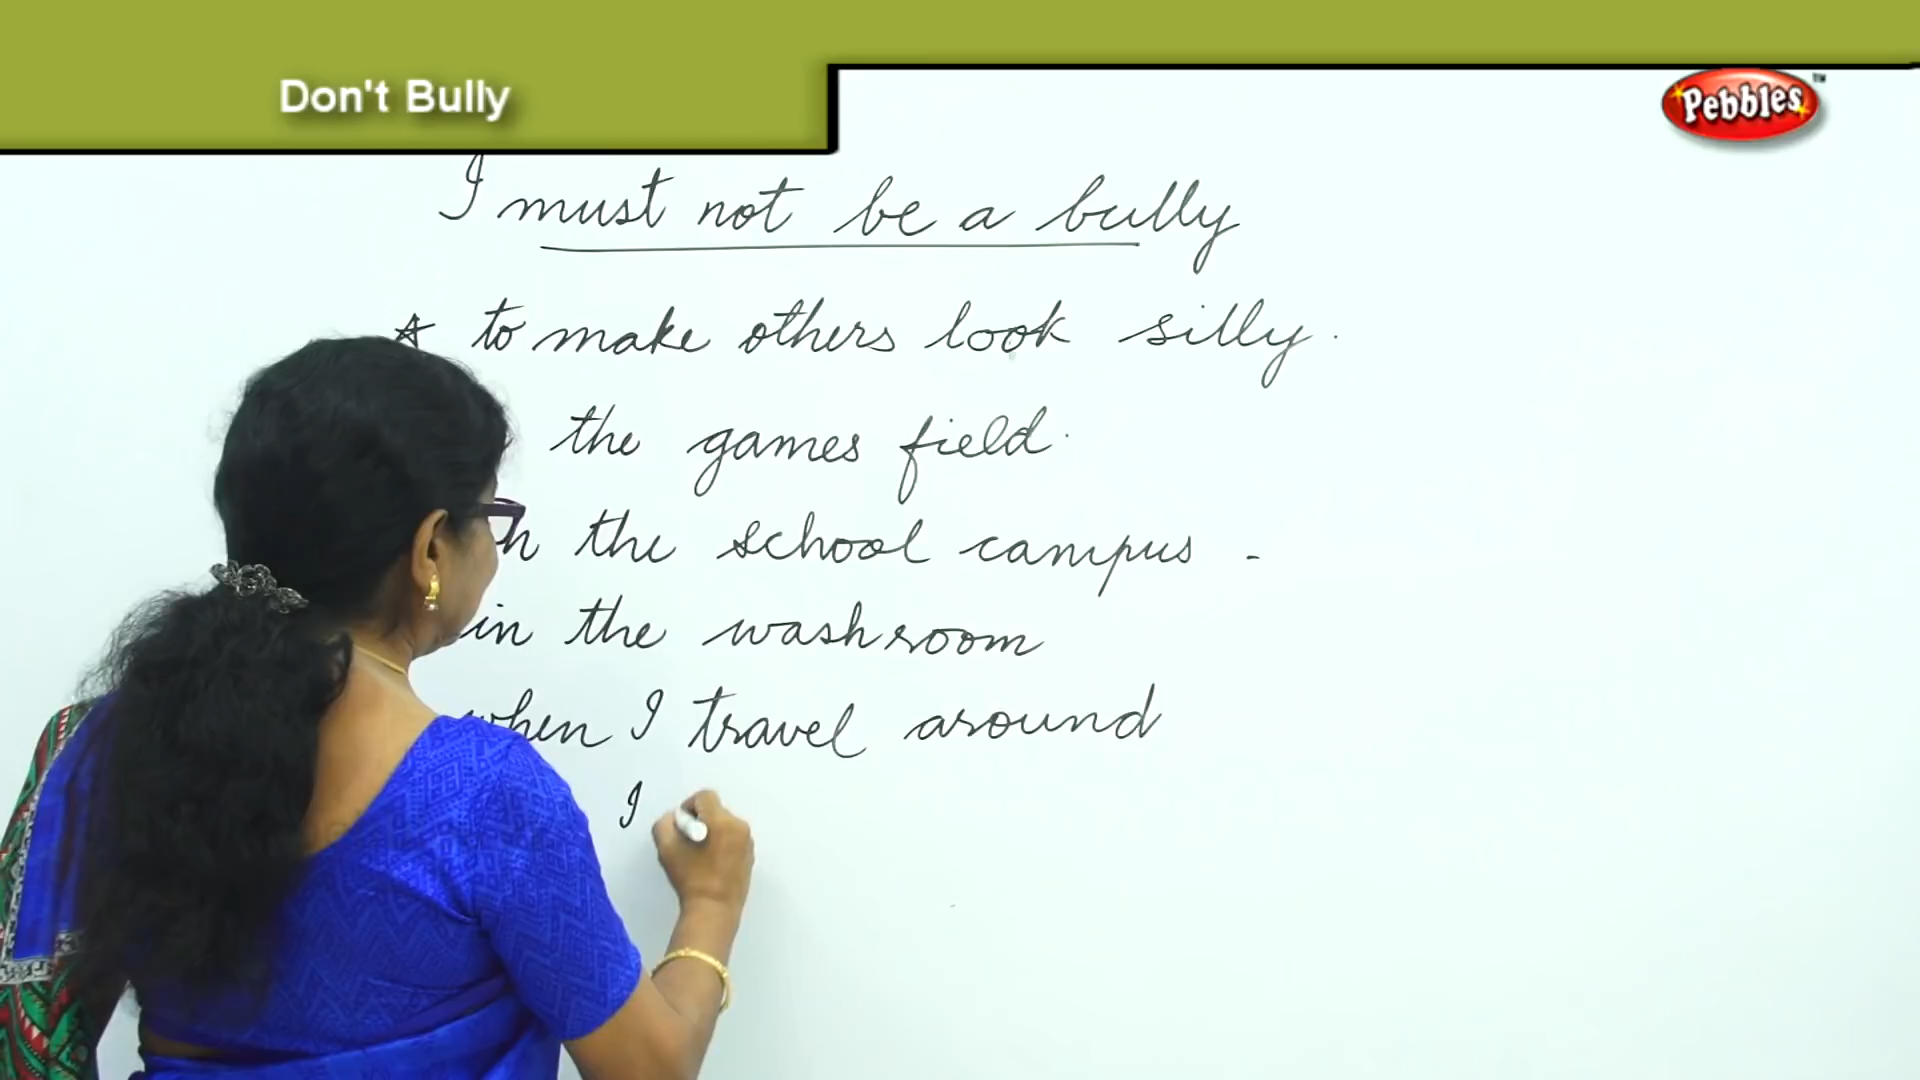 Don't Bully
Pebbles™
I must not be a bully
to make others look silly.
the games field.
the school campus -
in the washroom
when I travel around
I